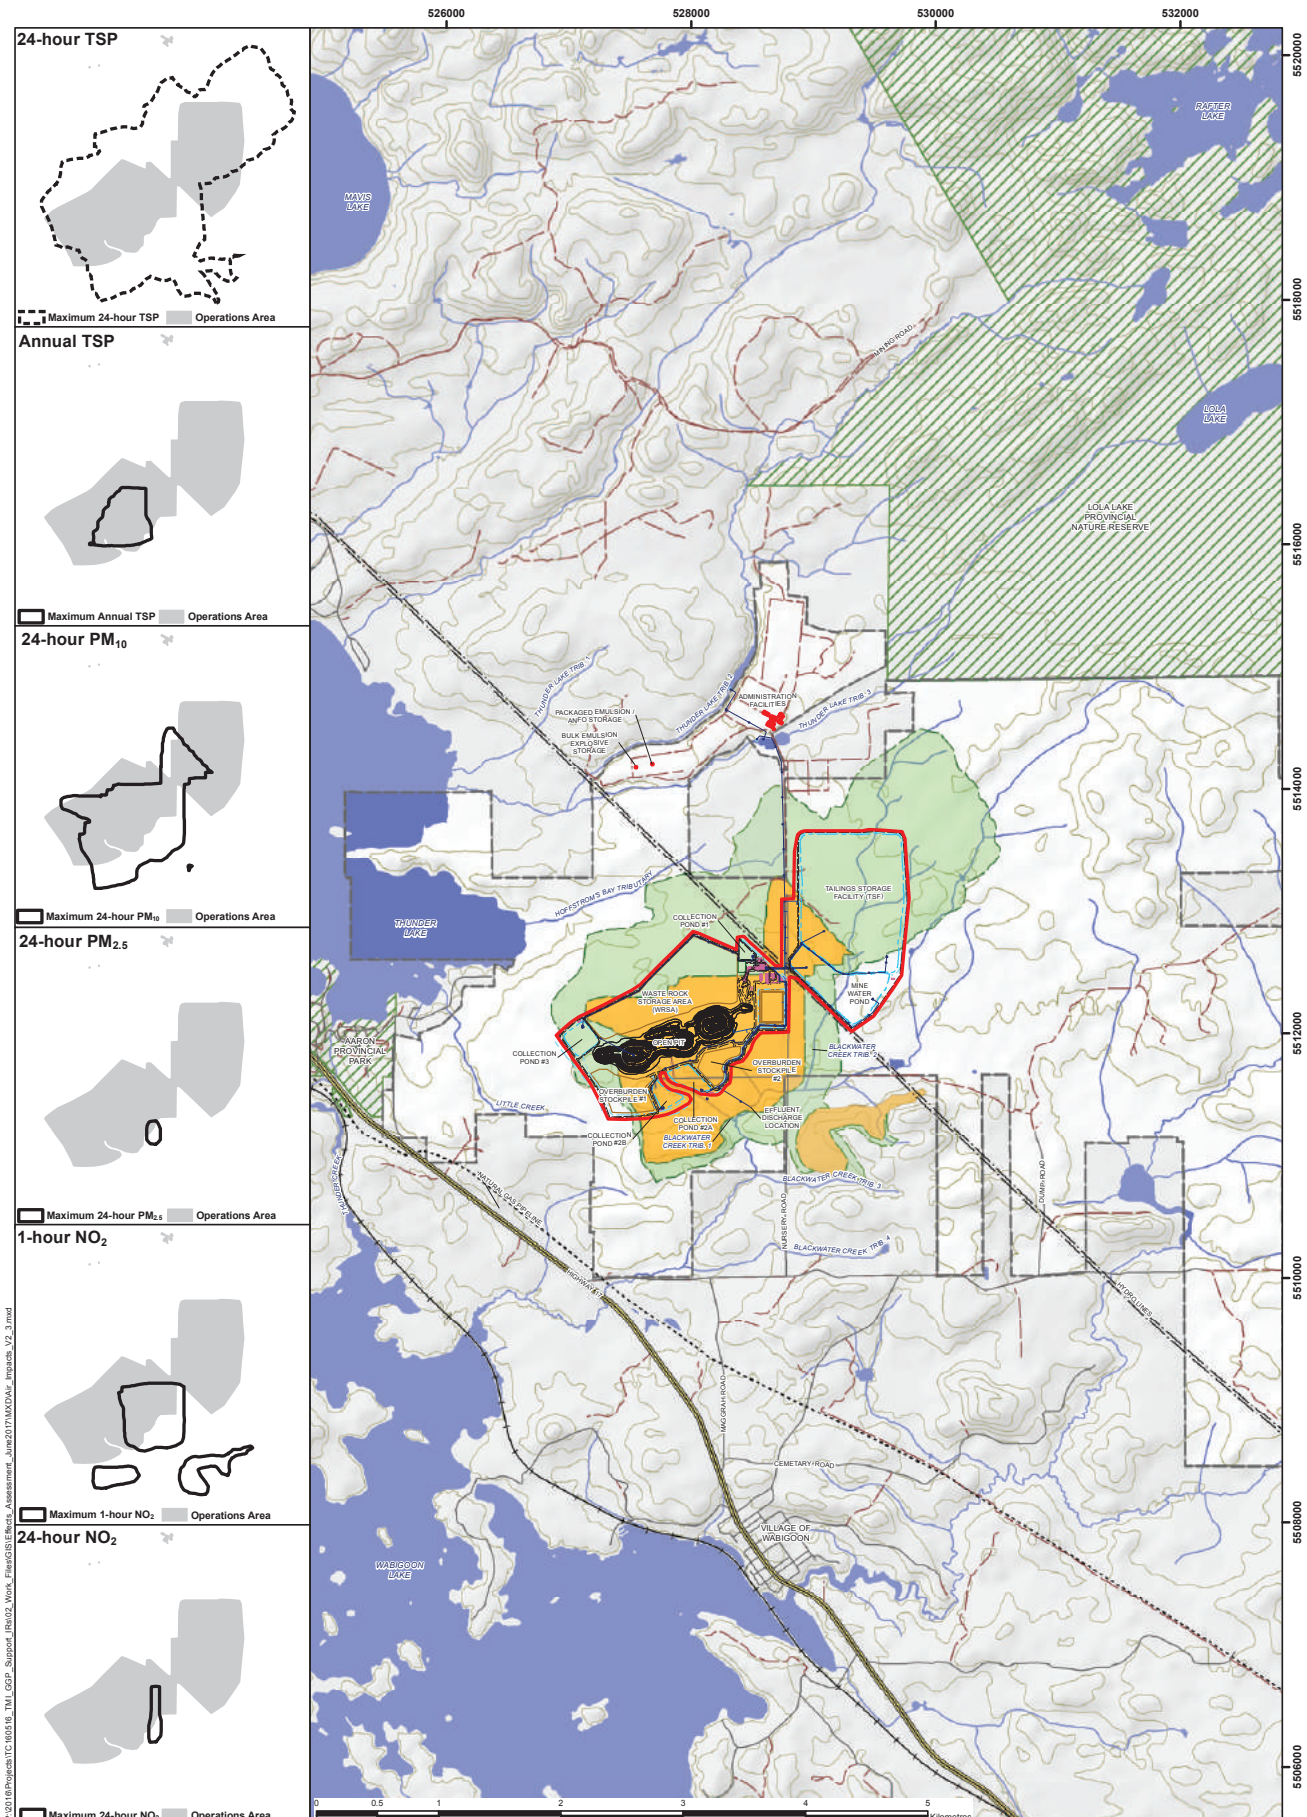 526000
528000
530000
532000
5520000
5518000
5516000
5514000
5512000
5510000
5508000
5506000
24-hour TSP
Maximum 24-hour TSP
Operations Area
Annual TSP
Maximum Annual TSP
Operations Area
24-hour PM10
Maximum 24-hour PM10
Operations Area
24-hour PM2.5
Maximum 24-hour PM2.5
Operations Area
1-hour NO2
Maximum 1-hour NO2
Operations Area
24-hour NO2
Maximum 24-hour NO2
Operations Area
RAFTER
LAKE
MAVIS
LAKE
MINING ROAD
LOLA
LAKE
LOLA LAKE
PROVINCIAL
NATURE RESERVE
THUNDER LAKE TRIB. 1
THUNDER LAKE TRIB. 2
ADMINISTRATION
FACILITIES
THUNDER LAKE TRIB. 3
PACKAGED EMULSION /
ANFO STORAGE
BULK EMULSION
EXPLOSIVE
STORAGE
HOFFSTROM'S BAY TRIBUTARY
TAILINGS STORAGE
FACILITY (TSF)
COLLECTION
POND #1
THUNDER
LAKE
WASTE ROCK
STORAGE AREA
(WRSA)
MINE
WATER
POND
OPEN PIT
AARON
PROVINCIAL
PARK
COLLECTION
POND #3
BLACKWATER
CREEK TRIB. 2
OVERBURDEN
STOCKPILE
#2
OVERBURDEN
STOCKPILE #1
LITTLE CREEK
EFFLUENT
DISCHARGE
LOCATION
COLLECTION
POND #2A
COLLECTION
POND #2B
BLACKWATER
CREEK TRIB. 1
BLACKWATER CREEK TRIB. 3
THUNDER CREEK
NATURAL GAS PIPELINE
NURSERY ROAD
DUMP ROAD
BLACKWATER CREEK TRIB. 4
HIGHWAY 17
HYDRO LINES
MAGGRAH ROAD
CEMETARY ROAD
VILLAGE OF
WABIGOON
WABIGOON
LAKE
0 0.5 1 2 3 4 5
Kilometres